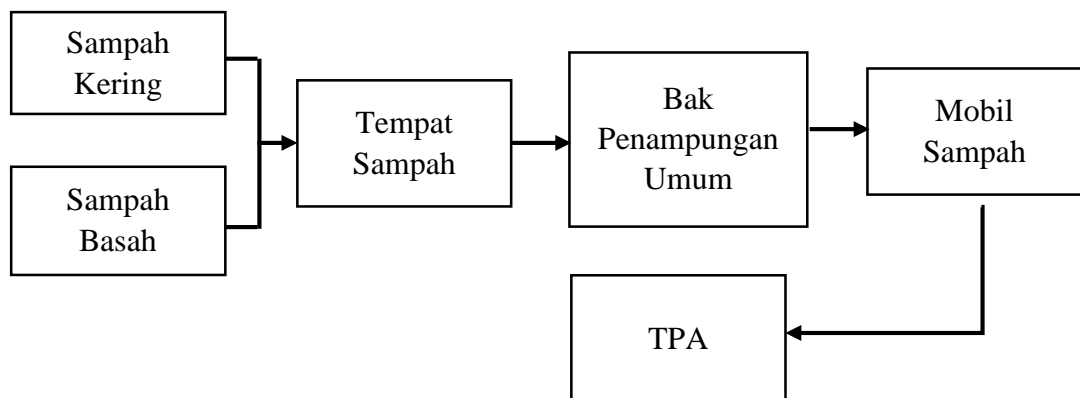 Sampah
Kering
Sampah
Basah
Tempat
Sampah
Bak
Penampungan
Umum
Mobil
Sampah
TPA